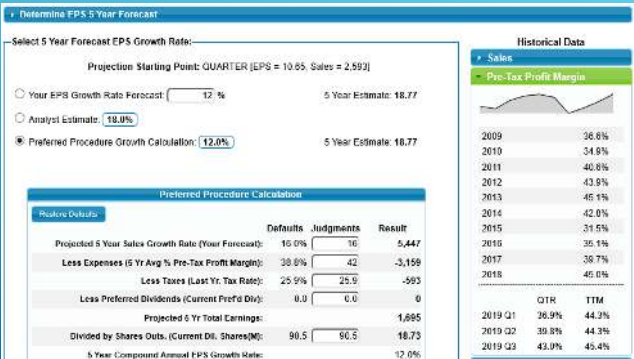 Determine EPS 5 Year Forecast
Select 5 Year Forecast EPS Growth Rate:
Projection Starting Point: QUARTER [EPS = 10.65, Sales = 2,593]
Your EPS Growth Rate Forecast: 12 % 5 Year Estimate: 18.77
Analyst Estimate: 18.0%
Preferred Procedure Growth Calculation: 12.0% 5 Year Estimate: 18.77
Preferred Procedure Calculation
Restore Defaults
Defaults Judgments Result
Projected 5 Year Sales Growth Rate (Your Forecast): 16.0% 16 5,447
Less Expenses (5 Yr Avg % Pre-Tax Profit Margin): 38.8% 42 -3,159
Less Taxes (Last Yr. Tax Rate): 25.9% 25.9 -593
Less Preferred Dividends (Current Pref'd Div): 0.0 0.0 0
Projected 5 Yr Total Earnings: 1,695
Divided by Shares Outs. (Current Dil. Shares(M): 90.5 90.5 18.73
5 Year Compound Annual EPS Growth Rate: 12.0%
Historical Data
Sales
Pre-Tax Profit Margin
2009 36.6%
2010 34.9%
2011 40.6%
2012 43.9%
2013 45.1%
2014 42.8%
2015 31.5%
2016 35.1%
2017 39.7%
2018 45.0%
QTR TTM
2019 Q1 36.9% 44.3%
2019 Q2 39.8% 44.3%
2019 Q3 43.0% 45.4%